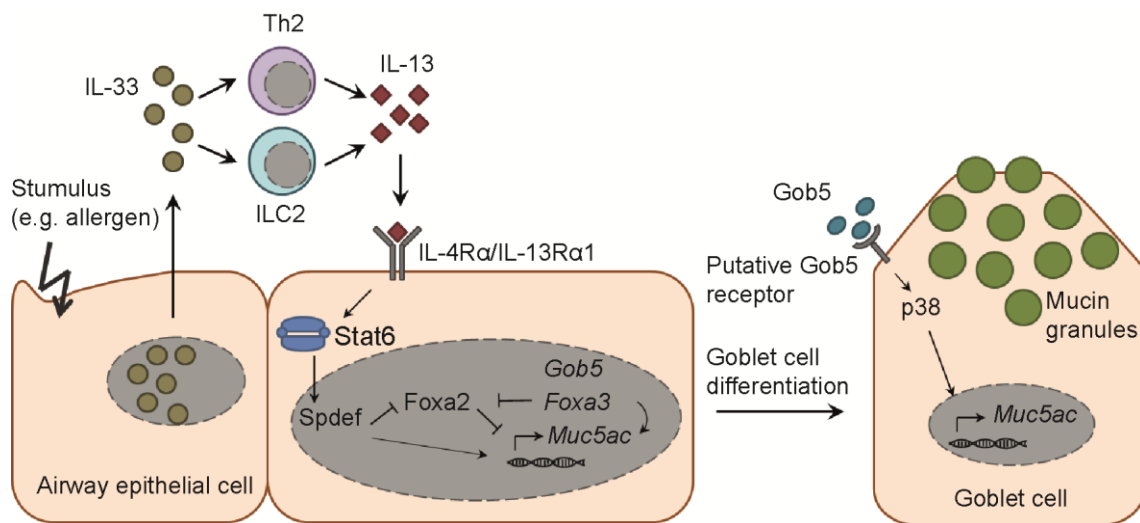 Th2
IL-33
IL-13
Stumulus
(e.g. allergen)
ILC2
IL-4Rα/IL-13Rα1
Stat6
Gob5
Spdef
Foxa2
Foxa3
Muc5ac
Airway epithelial cell
Putative Gob5
receptor
Goblet cell
differentiation
Gob5
p38
Mucin
granules
Muc5ac
Goblet cell